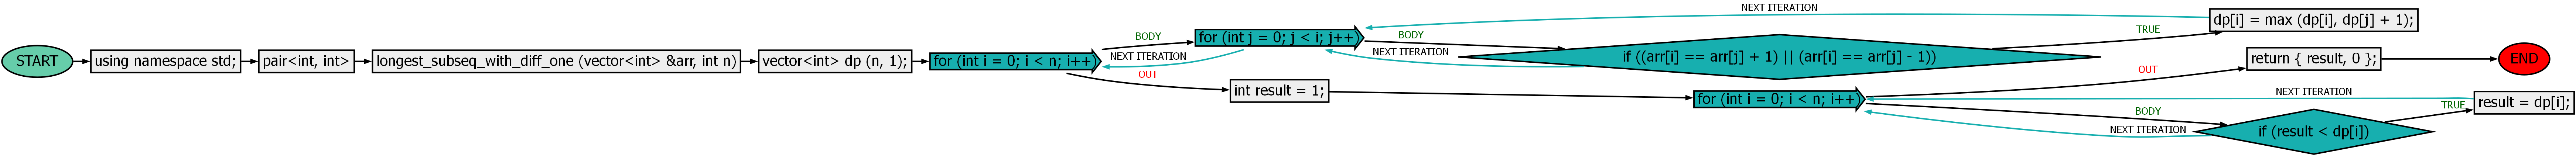 START
using namespace std;
pair<int, int>
longest_subseq_with_diff_one (vector<int> &arr, int n)
vector<int> dp (n, 1);
for (int i = 0; i < n; i++)
BODY
NEXT ITERATION
OUT
for (int j = 0; j < i; j++)
BODY
NEXT ITERATION
if ((arr[i] == arr[j] + 1) || (arr[i] == arr[j] - 1))
NEXT ITERATION
TRUE
dp[i] = max (dp[i], dp[j] + 1);
int result = 1;
for (int i = 0; i < n; i++)
OUT
return { result, 0 };
END
BODY
NEXT ITERATION
NEXT ITERATION
if (result < dp[i])
TRUE
result = dp[i];